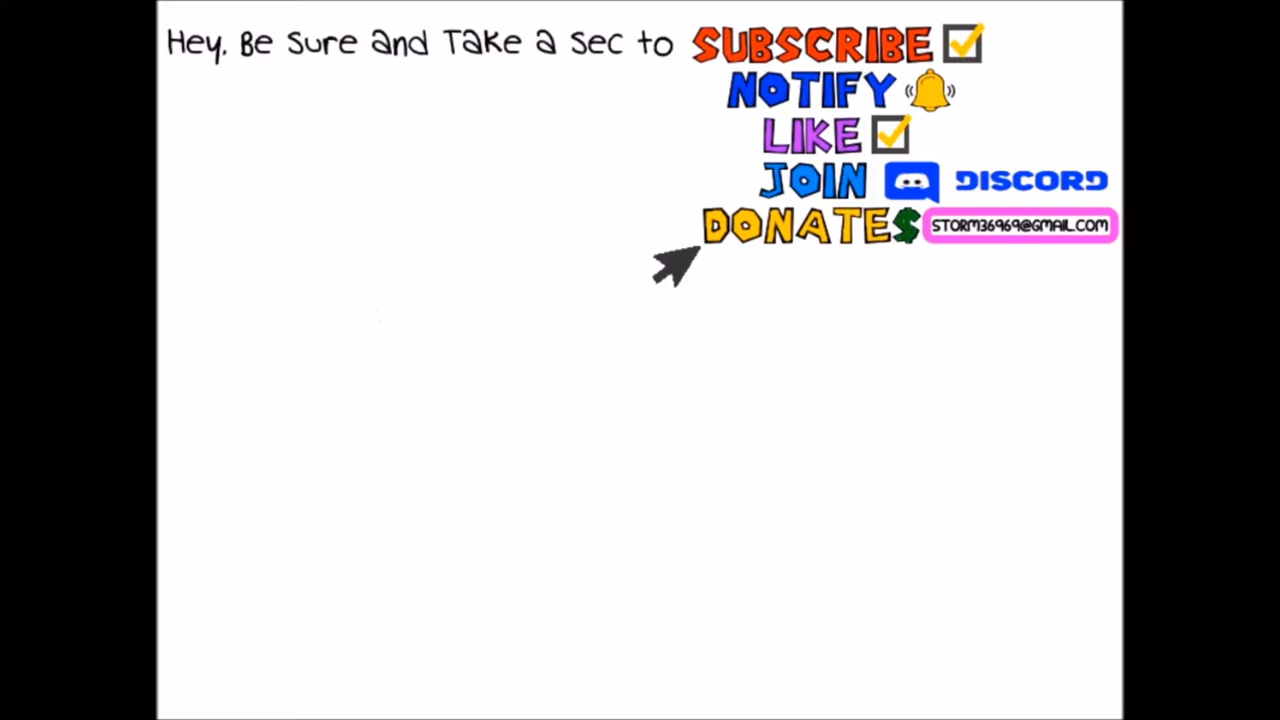 Hey. Be Sure and Take a sec to SUBSCRIBE
NOTIFY
LIKE
JOIN DISCORD
DONATE$ STORM36969@GMAIL.COM